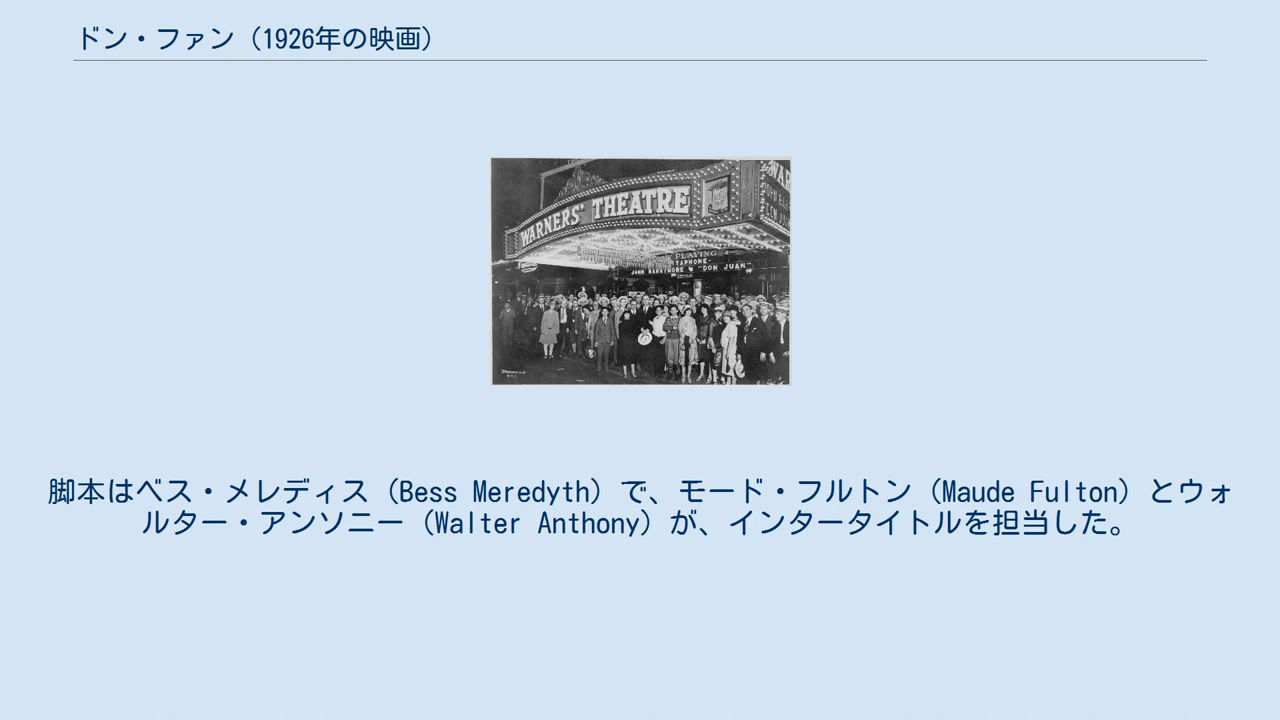 ドン・ファン（1926年の映画）
WARNERS' THEATRE
PLAYING
JOHN BARRYMORE "DON JUAN"
脚本はベス・メレディス（Bess Meredyth）で、モード・フルトン（Maude Fulton）とウォ
ルター・アンソニー（Walter Anthony）が、インタータイトルを担当した。